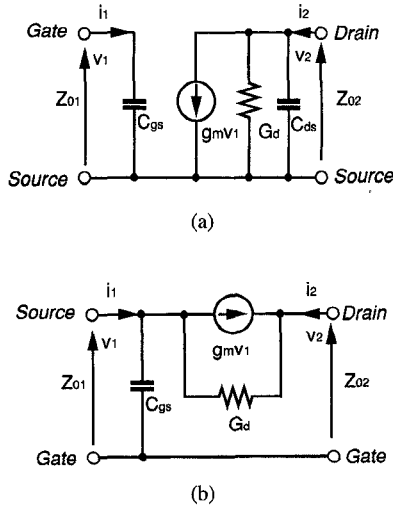 i1 i2
Gate Drain
v1 v2
Z01 Cgs gmv1 Gd Cds Z02
Source Source
(a)
i1 i2
Source Drain
v1 gmv1 v2
Z01 Cgs Gd Z02
Gate Gate
(b)